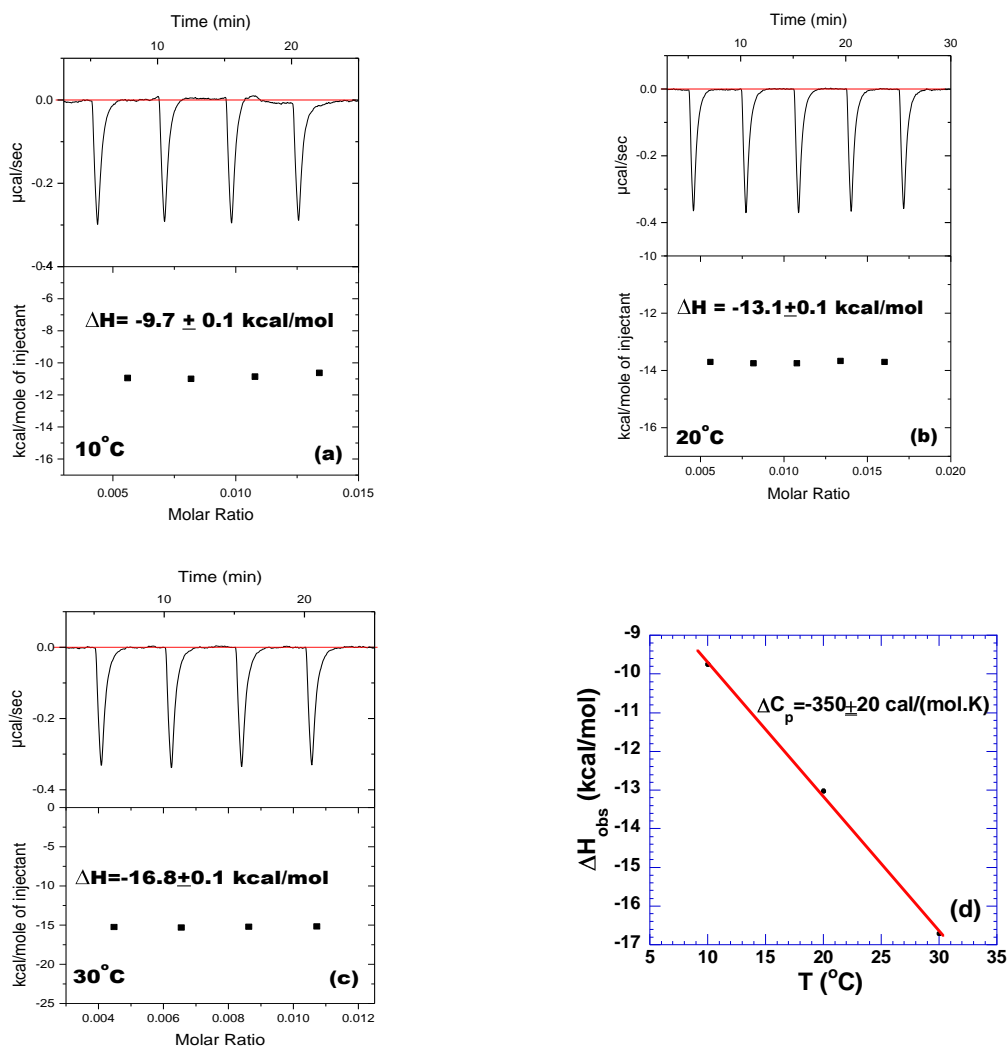 Time (min)
10 20
0.0
-0.2
-0.4
µcal/sec
-6
-8
-10
-12
-14
-16
kcal/mole of injectant
ΔH= -9.7 ± 0.1 kcal/mol
10°C
(a)
0.005 0.010 0.015
Molar Ratio
Time (min)
10 20 30
0.0
-0.2
-0.4
µcal/sec
-10
-12
-14
-16
kcal/mole of injectant
ΔH = -13.1±0.1 kcal/mol
20°C
(b)
0.005 0.010 0.015 0.020
Molar Ratio
Time (min)
10 20
0.0
-0.2
-0.4
µcal/sec
0
-5
-10
-15
-20
-25
kcal/mole of injectant
ΔH=-16.8±0.1 kcal/mol
30°C
(c)
0.004 0.006 0.008 0.010 0.012
Molar Ratio
-9
-10
-11
-12
-13
-14
-15
-16
-17
ΔHobs (kcal/mol)
ΔCp=-350±20 cal/(mol.K)
(d)
5 10 15 20 25 30 35
T (°C)